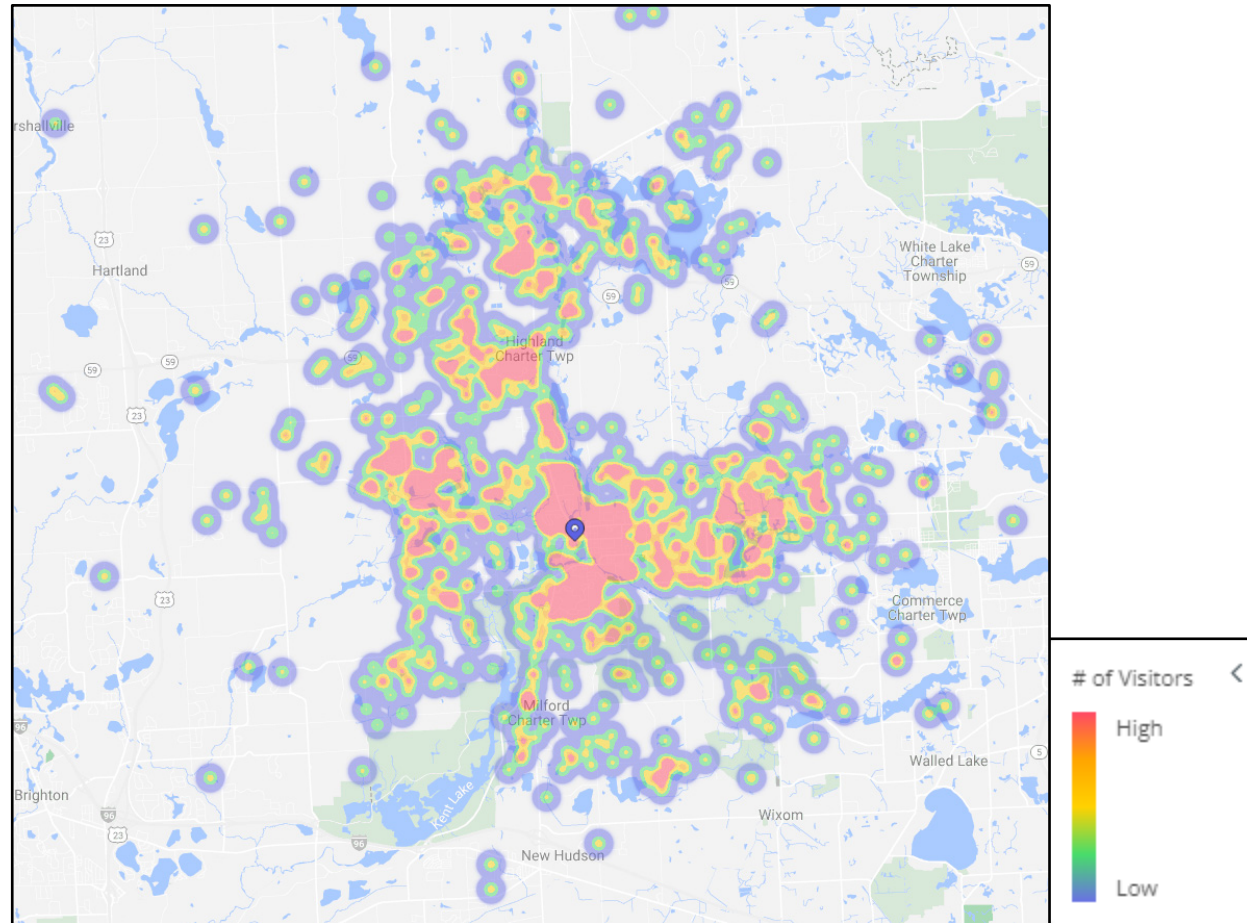 rshallville
23
Hartland
White Lake
Charter
Township
59
59
59
Highland
Charter Twp
59
59
23
23
Commerce
Charter Twp
# of Visitors
High
Low
Milford
Charter Twp
96
5
Walled Lake
Brighton
Kent Lake
Wixom
96
23
96
New Hudson